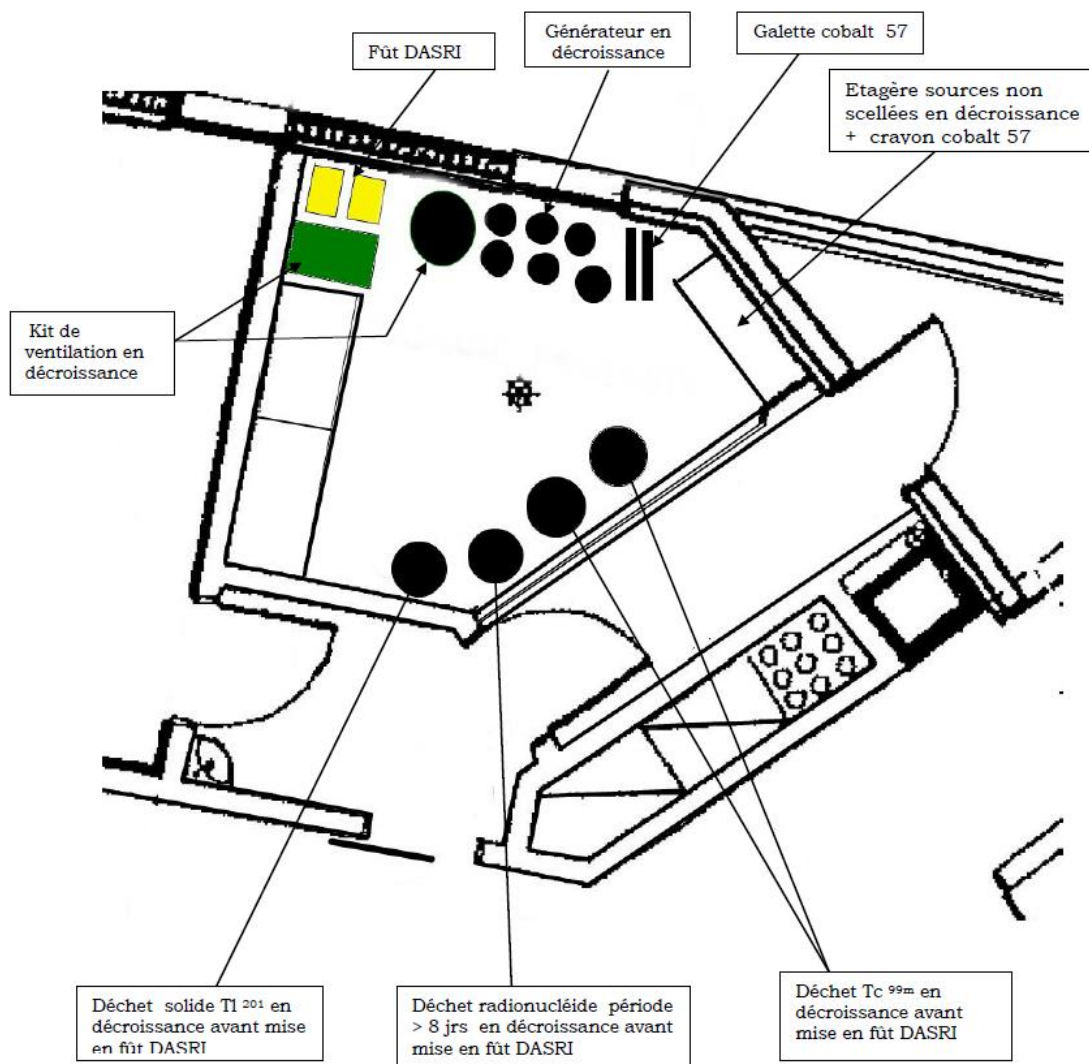 Fût DASRI
Générateur en
décroissance
Galette cobalt 57
Etagère sources non
scellées en décroissance
+ crayon cobalt 57
Kit de
ventilation en
décroissance
Déchet solide Tl 201 en
décroissance avant mise
en fût DASRI
Déchet radionucléide période
> 8 jrs en décroissance avant
mise en fût DASRI
Déchet Tc 99m en
décroissance avant
mise en fût DASRI